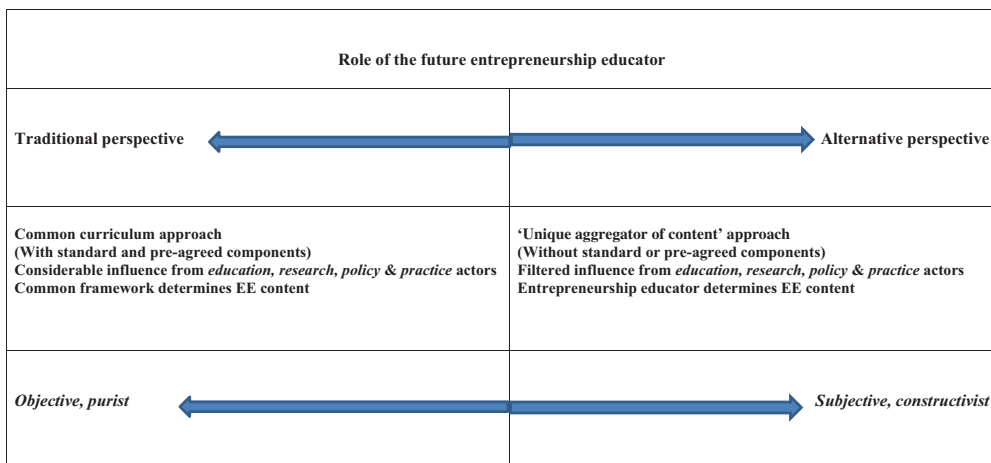 Role of the future entrepreneurship educator
Traditional perspective
Alternative perspective
Common curriculum approach
(With standard and pre-agreed components)
Considerable influence from education, research, policy & practice actors
Common framework determines EE content
‘Unique aggregator of content’ approach
(Without standard or pre-agreed components)
Filtered influence from education, research, policy & practice actors
Entrepreneurship educator determines EE content
Objective, purist
Subjective, constructivist